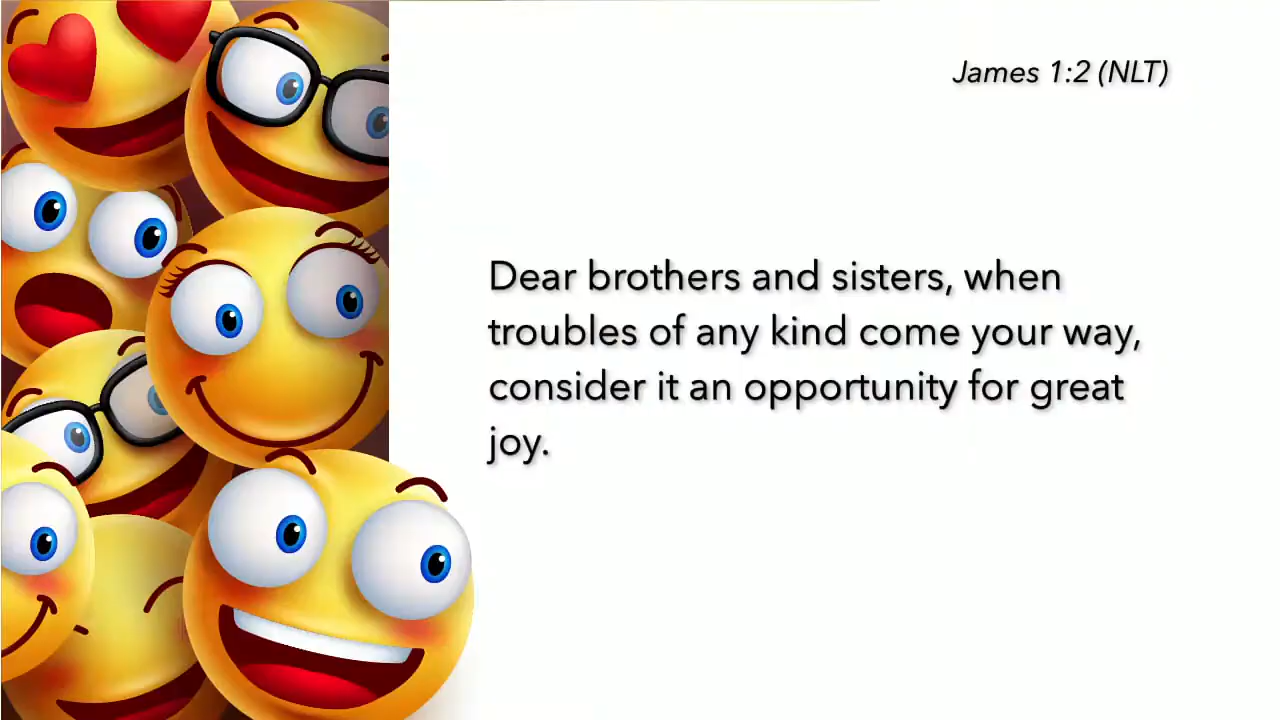 James 1:2 (NLT)
Dear brothers and sisters, when
troubles of any kind come your way,
consider it an opportunity for great
joy.